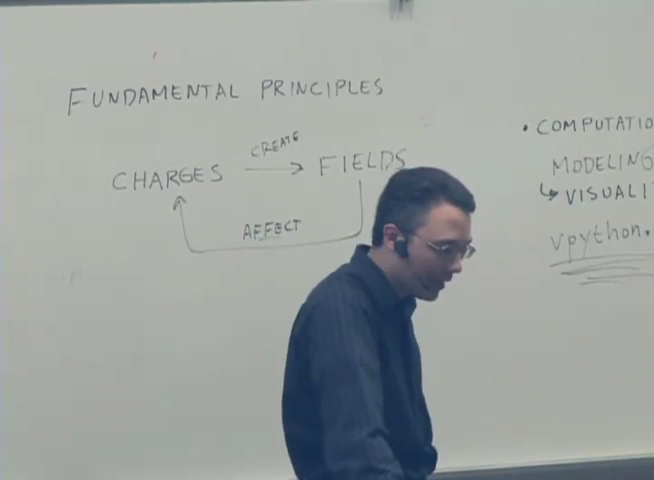 FUNDAMENTAL PRINCIPLES
CREATE
CHARGES → FIELDS
AFFECT
• COMPUTATIO
MODELING
↳ VISUALI
vpython.